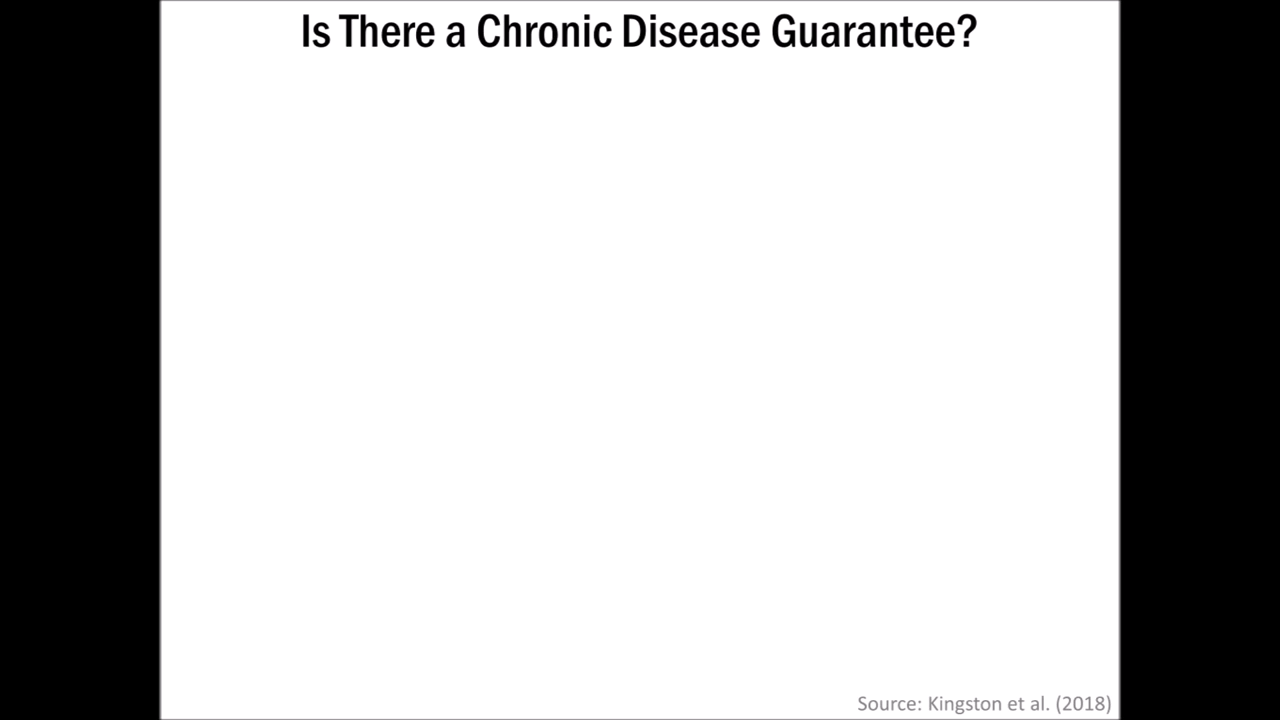 Is There a Chronic Disease Guarantee?
Source: Kingston et al. (2018)